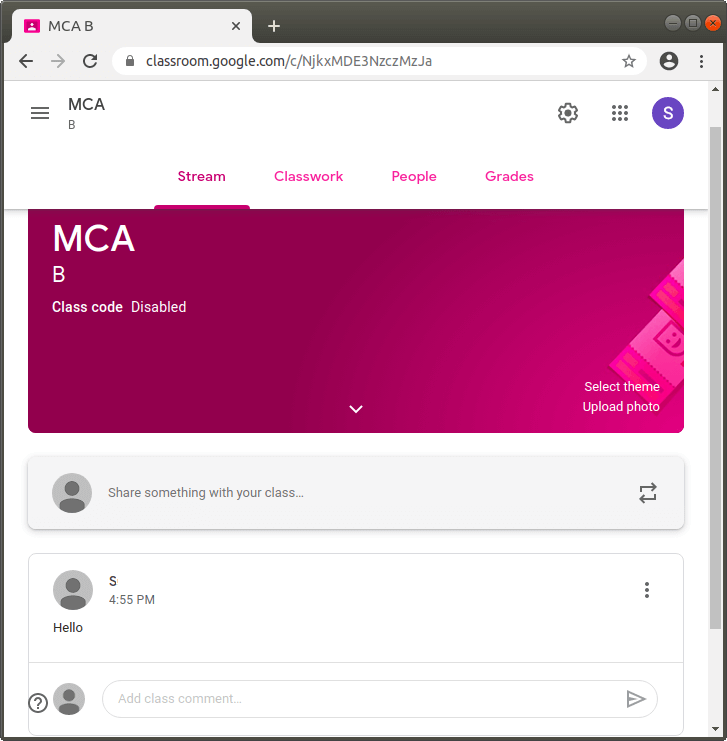 MCA B
classroom.google.com/c/NjkxMDE3NzczMzJa
MCA
B
S
Stream Classwork People Grades
MCA
B
Class code Disabled
Select theme
Upload photo
Share something with your class...
S
4:55 PM
Hello
Add class comment...